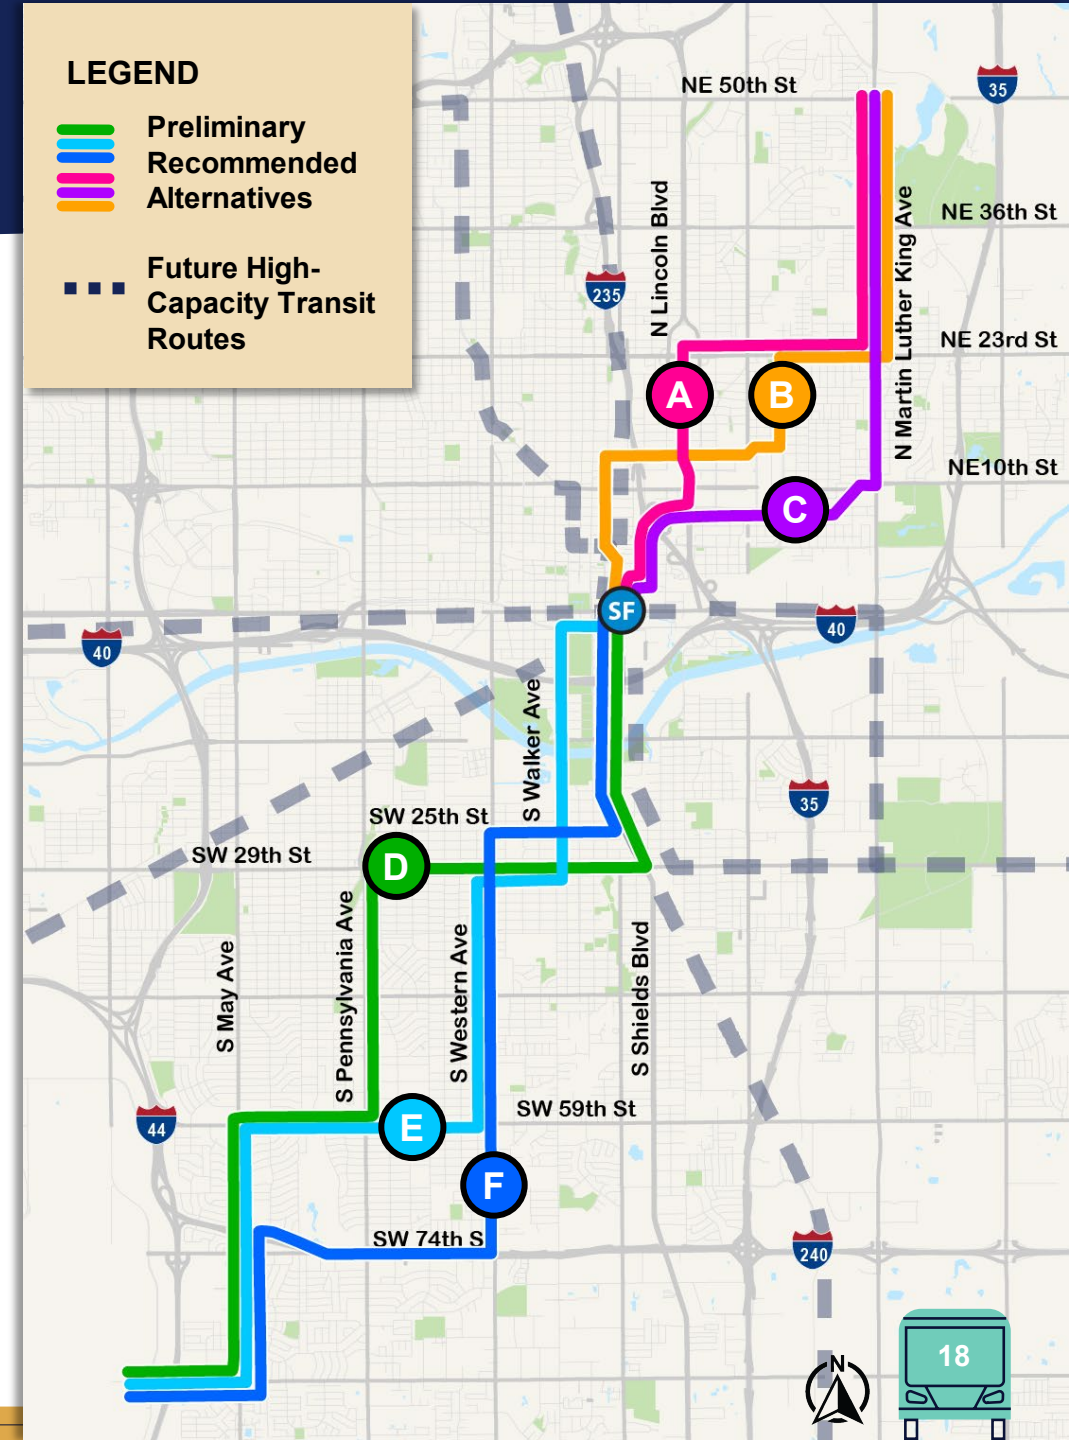 LEGEND
Preliminary
Recommended
Alternatives
Future High-
Capacity Transit
Routes
NE 50th St
35
N Lincoln Blvd
N Martin Luther King Ave
NE 36th St
235
NE 23rd St
A
B
NE10th St
C
SF
40
40
S Walker Ave
35
SW 25th St
SW 29th St
D
S May Ave
S Pennsylvania Ave
S Western Ave
S Shields Blvd
44
E
SW 59th St
F
SW 74th S
240
N
18